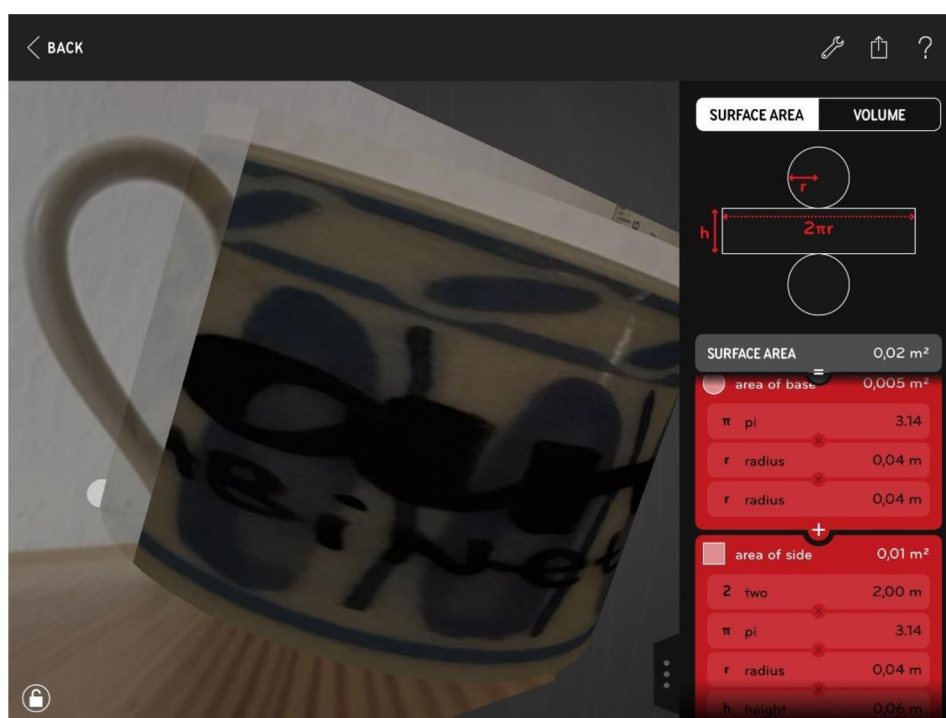 BACK
?
SURFACE AREA VOLUME
r
h
2πr
SURFACE AREA 0,02 m²
=
area of base 0,005 m²
π pi 3.14
×
r radius 0,04 m
×
r radius 0,04 m
+
area of side 0,01 m²
2 two 2,00 m
×
π pi 3.14
×
r radius 0,04 m
×
h height 0,06 m